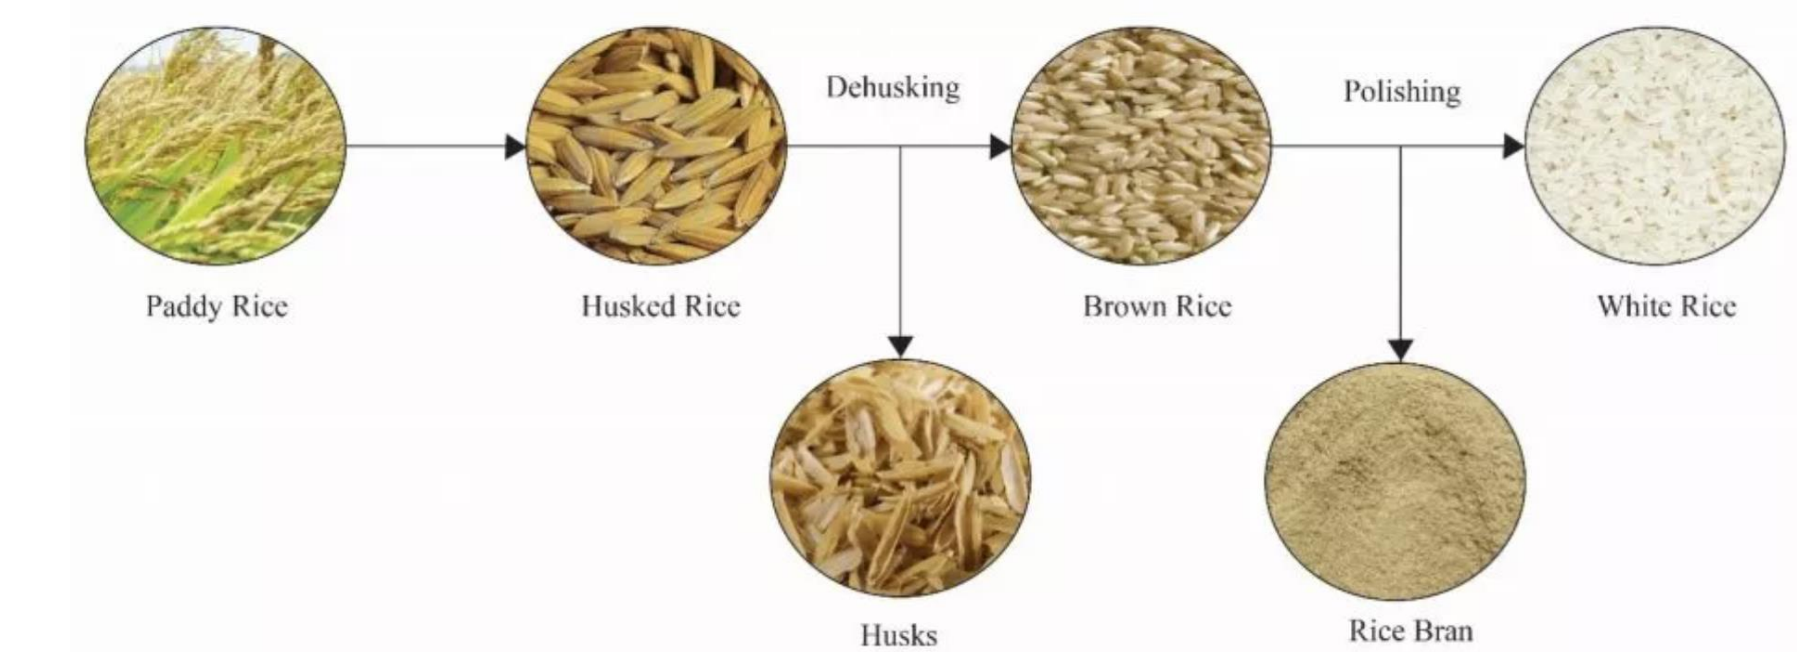 Dehusking
Polishing
Paddy Rice
Husked Rice
Brown Rice
White Rice
Husks
Rice Bran